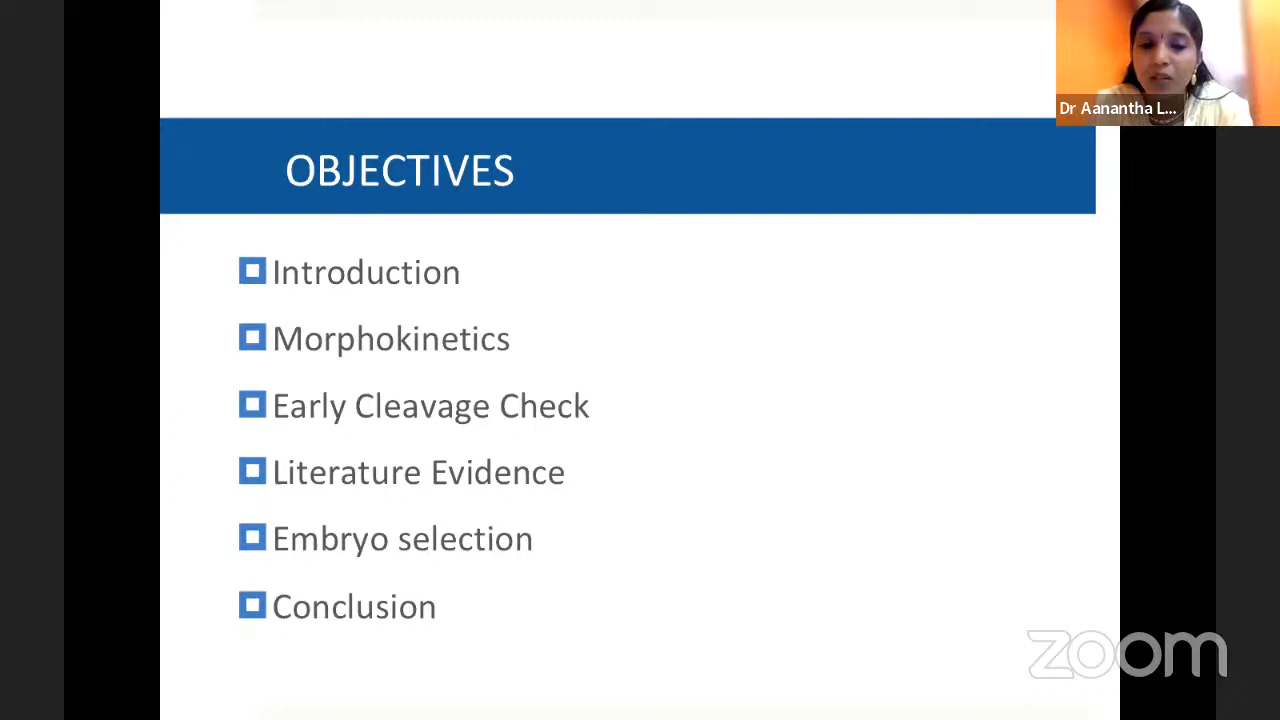 Dr Aanantha L...
OBJECTIVES
Introduction
Morphokinetics
Early Cleavage Check
Literature Evidence
Embryo selection
Conclusion
zoom